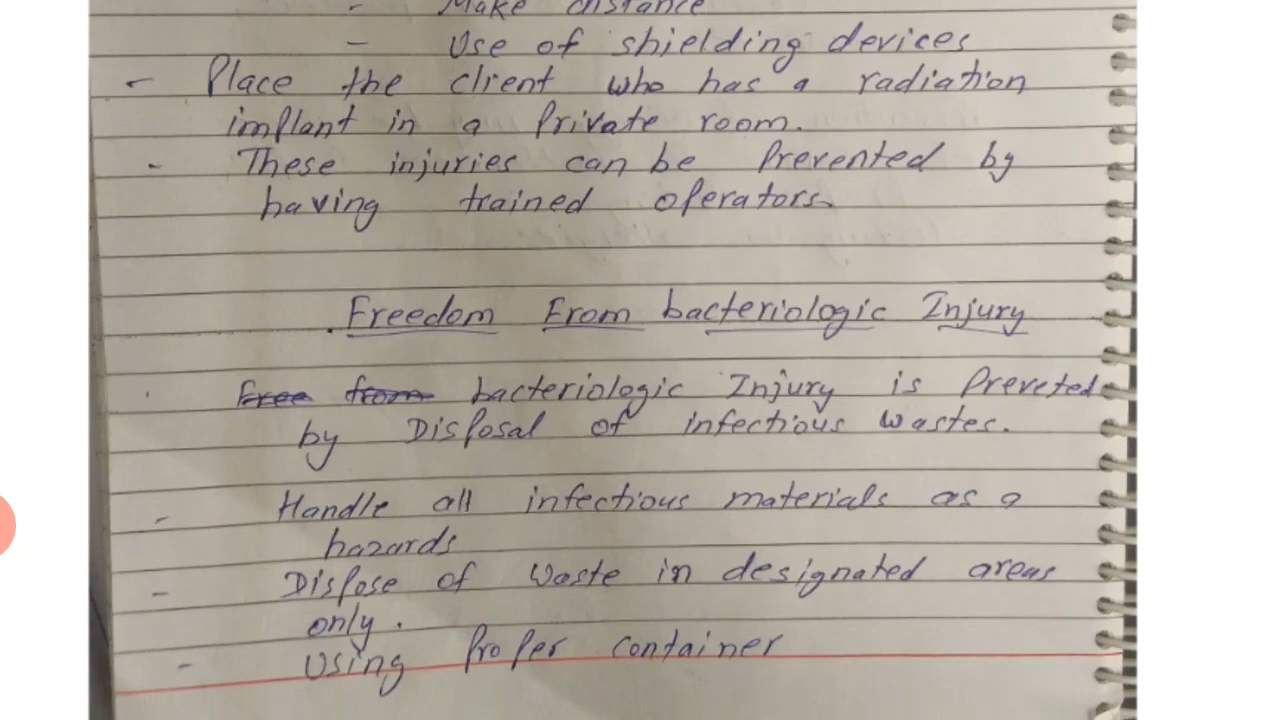 - Make distance
- Use of shielding devices
- Place the client who has a radiation
implant in a Private room.
- These injuries can be Prevented by
having trained operators.
Freedom From bacteriologic Injury
Free from bacteriologic Injury is Preveted
by Disposal of infectious wastes.
- Handle all infectious materials as a
hazards
- Dispose of waste in designated areas
only.
- Using Proper container